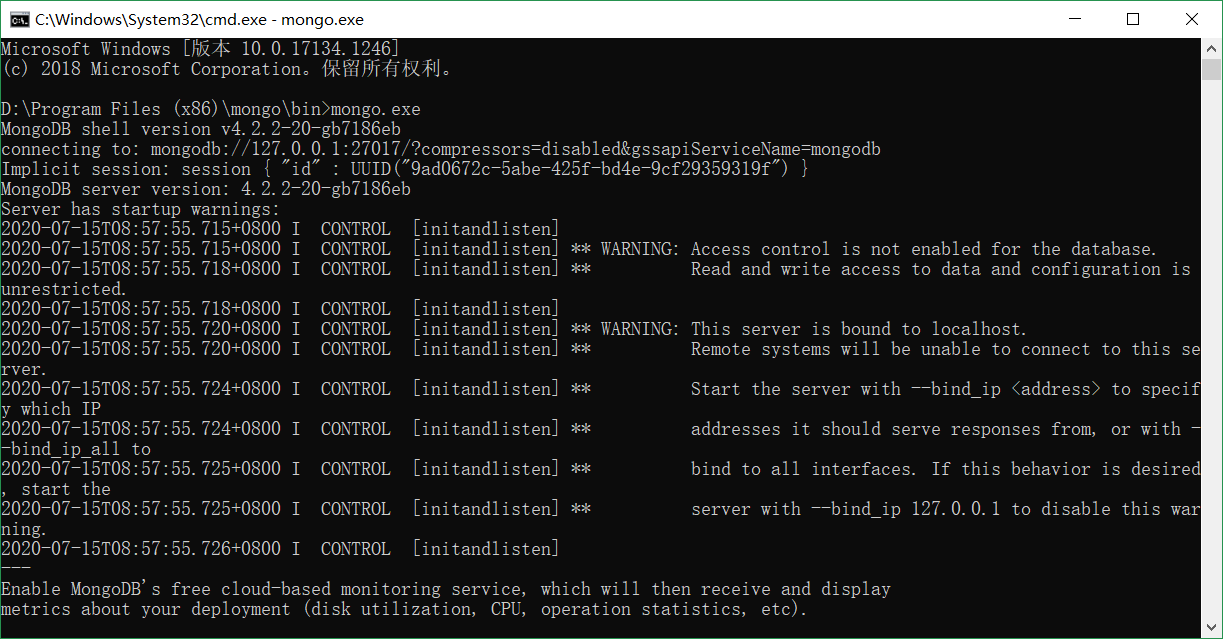 C:\Windows\System32\cmd.exe - mongo.exe
Microsoft Windows [版本 10.0.17134.1246]
(c) 2018 Microsoft Corporation。保留所有权利。
D:\Program Files (x86)\mongo\bin>mongo.exe
MongoDB shell version v4.2.2-20-gb7186eb
connecting to: mongodb://127.0.0.1:27017/?compressors=disabled&gssapiServiceName=mongodb
Implicit session: session { "id" : UUID("9ad0672c-5abe-425f-bd4e-9cf29359319f") }
MongoDB server version: 4.2.2-20-gb7186eb
Server has startup warnings:
2020-07-15T08:57:55.715+0800 I  CONTROL  [initandlisten]
2020-07-15T08:57:55.715+0800 I  CONTROL  [initandlisten] ** WARNING: Access control is not enabled for the database.
2020-07-15T08:57:55.718+0800 I  CONTROL  [initandlisten] **          Read and write access to data and configuration is
unrestricted.
2020-07-15T08:57:55.718+0800 I  CONTROL  [initandlisten]
2020-07-15T08:57:55.720+0800 I  CONTROL  [initandlisten] ** WARNING: This server is bound to localhost.
2020-07-15T08:57:55.720+0800 I  CONTROL  [initandlisten] **          Remote systems will be unable to connect to this se
rver.
2020-07-15T08:57:55.724+0800 I  CONTROL  [initandlisten] **          Start the server with --bind_ip <address> to specif
y which IP
2020-07-15T08:57:55.724+0800 I  CONTROL  [initandlisten] **          addresses it should serve responses from, or with -
-bind_ip_all to
2020-07-15T08:57:55.725+0800 I  CONTROL  [initandlisten] **          bind to all interfaces. If this behavior is desired
, start the
2020-07-15T08:57:55.725+0800 I  CONTROL  [initandlisten] **          server with --bind_ip 127.0.0.1 to disable this war
ning.
2020-07-15T08:57:55.726+0800 I  CONTROL  [initandlisten]
---
Enable MongoDB's free cloud-based monitoring service, which will then receive and display
metrics about your deployment (disk utilization, CPU, operation statistics, etc).